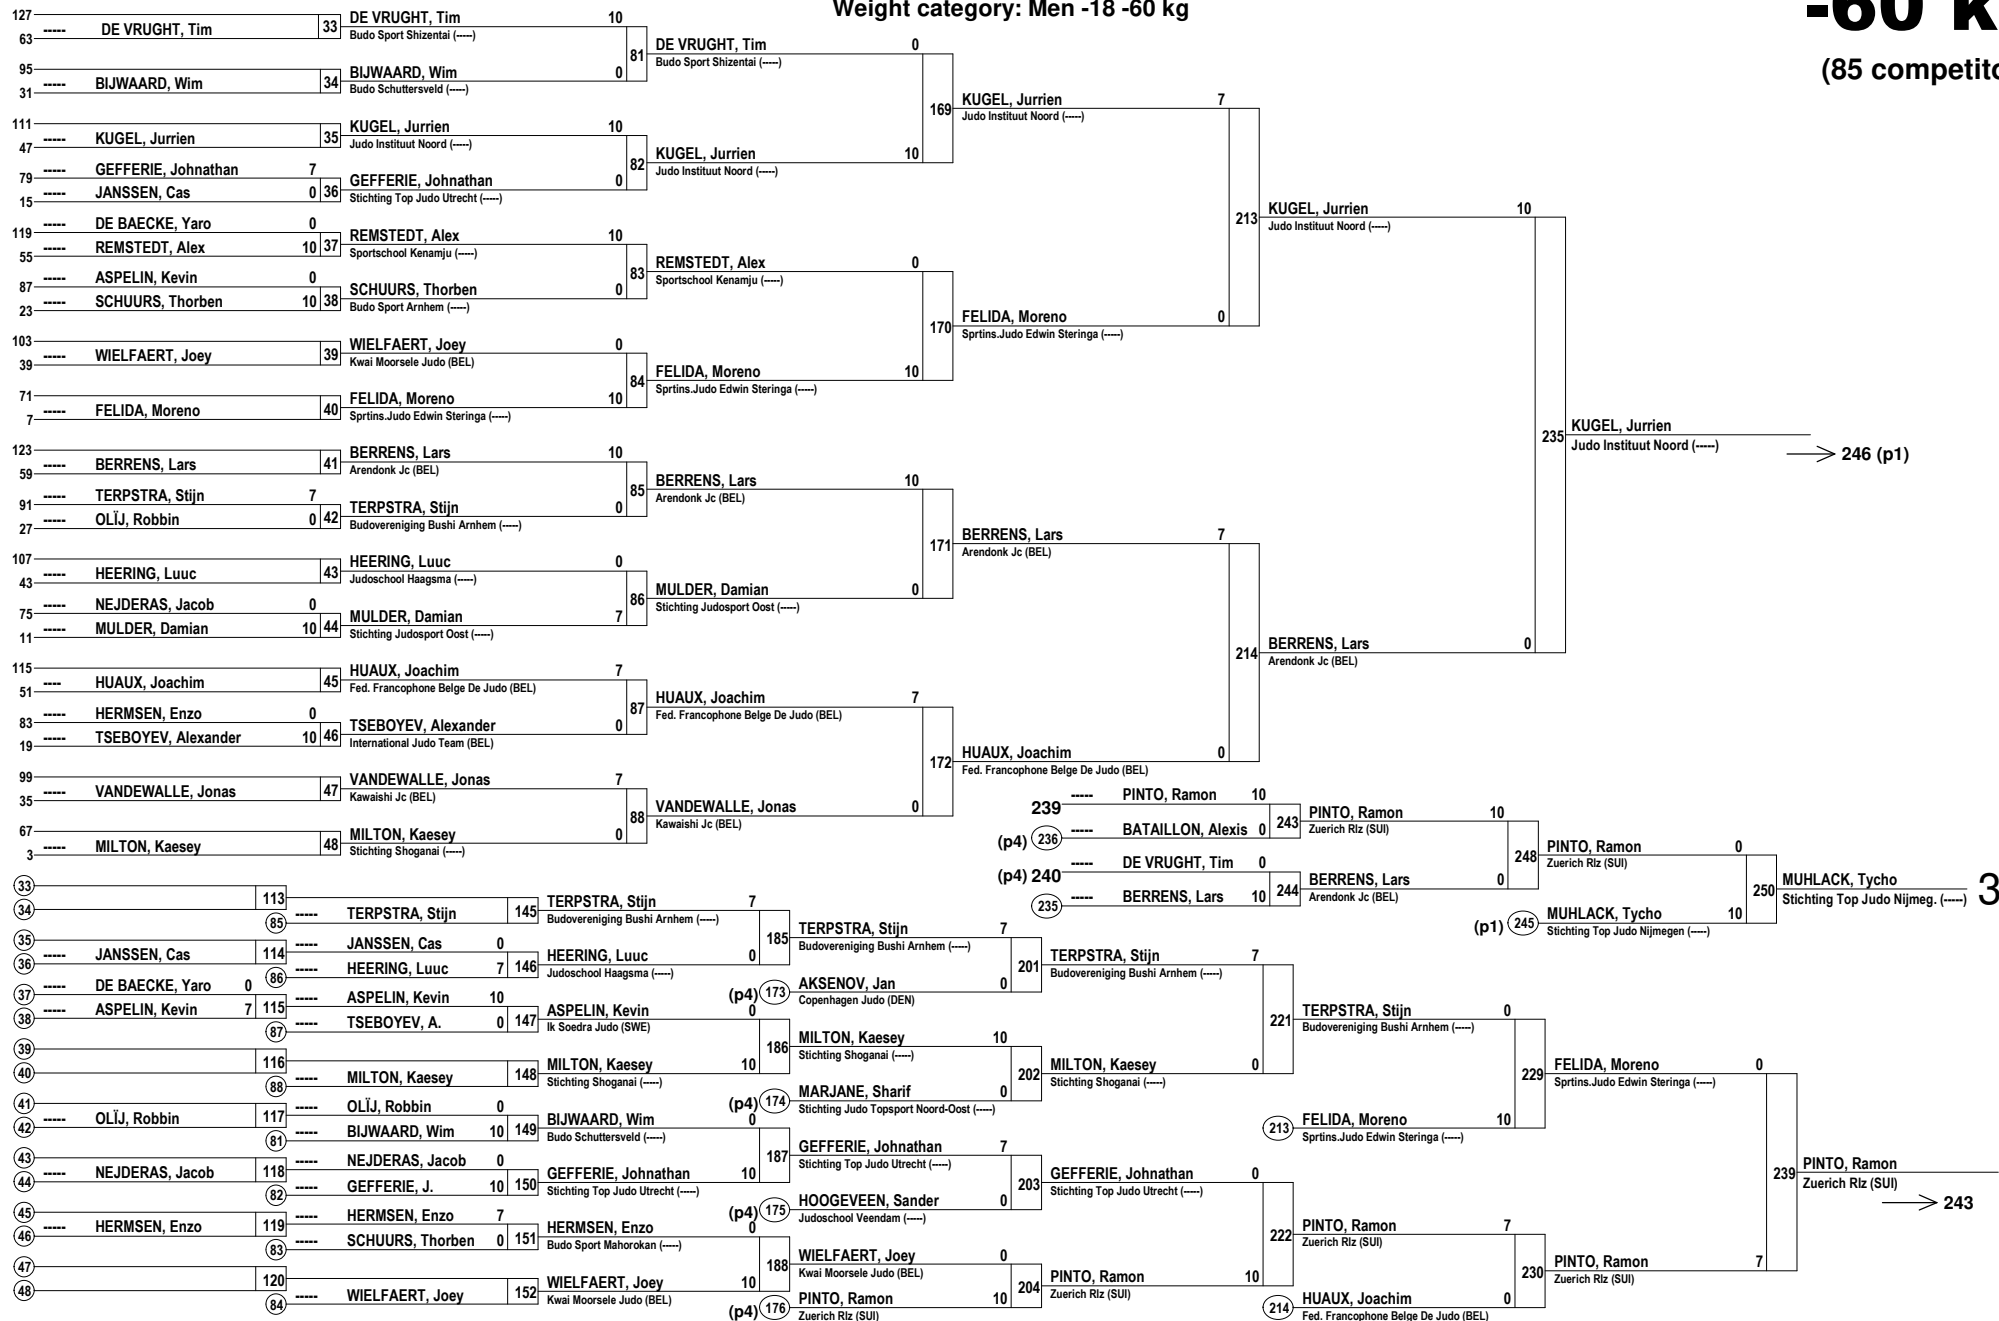 Weight category: Men -18 -60 kg
-60 k
(85 competito
127
----- DE VRUGHT, Tim 33
63
DE VRUGHT, Tim 10
Budo Sport Shizentai (-----)
81
95
----- BIJWAARD, Wim 34
31
BIJWAARD, Wim 0
Budo Schuttersveld (-----)
DE VRUGHT, Tim 0
Budo Sport Shizentai (-----)
169
111
----- KUGEL, Jurrien 35
47
KUGEL, Jurrien 10
Judo Instituut Noord (-----)
82
----- GEFFERIE, Johnathan 7
79
----- JANSSEN, Cas 0 36
15
GEFFERIE, Johnathan 0
Stichting Top Judo Utrecht (-----)
KUGEL, Jurrien 10
Judo Instituut Noord (-----)
KUGEL, Jurrien 7
Judo Instituut Noord (-----)
213
----- DE BAECKE, Yaro 0
119
----- REMSTEDT, Alex 10 37
55
REMSTEDT, Alex 10
Sportschool Kenamju (-----)
83
----- ASPELIN, Kevin 0
87
----- SCHUURS, Thorben 10 38
23
SCHUURS, Thorben 0
Budo Sport Arnhem (-----)
REMSTEDT, Alex 0
Sportschool Kenamju (-----)
170
103
----- WIELFAERT, Joey 39
39
WIELFAERT, Joey 0
Kwai Moorsele Judo (BEL)
84
71
----- FELIDA, Moreno 40
7
FELIDA, Moreno 10
Sprtins.Judo Edwin Steringa (-----)
FELIDA, Moreno 10
Sprtins.Judo Edwin Steringa (-----)
FELIDA, Moreno 0
Sprtins.Judo Edwin Steringa (-----)
KUGEL, Jurrien 10
Judo Instituut Noord (-----)
235
KUGEL, Jurrien
Judo Instituut Noord (-----)
246 (p1)
123
----- BERRENS, Lars 41
59
BERRENS, Lars 10
Arendonk Jc (BEL)
85
----- TERPSTRA, Stijn 7
91
----- OLÏJ, Robbin 0 42
27
TERPSTRA, Stijn 0
Budovereniging Bushi Arnhem (-----)
BERRENS, Lars 10
Arendonk Jc (BEL)
171
107
----- HEERING, Luuc 43
43
HEERING, Luuc 0
Judoschool Haagsma (-----)
86
----- NEJDERAS, Jacob 0
75
----- MULDER, Damian 10 44
11
MULDER, Damian 7
Stichting Judosport Oost (-----)
MULDER, Damian 0
Stichting Judosport Oost (-----)
BERRENS, Lars 7
Arendonk Jc (BEL)
214
BERRENS, Lars 0
Arendonk Jc (BEL)
115
---- HUAUX, Joachim 45
51
HUAUX, Joachim 7
Fed. Francophone Belge De Judo (BEL)
87
----- HERMSEN, Enzo 0
83
----- TSEBOYEV, Alexander 10 46
19
TSEBOYEV, Alexander 0
International Judo Team (BEL)
HUAUX, Joachim 7
Fed. Francophone Belge De Judo (BEL)
172
99
----- VANDEWALLE, Jonas 47
35
VANDEWALLE, Jonas 7
Kawaishi Jc (BEL)
88
67
----- MILTON, Kaesey 48
3
MILTON, Kaesey 0
Stichting Shoganai (-----)
VANDEWALLE, Jonas 0
Kawaishi Jc (BEL)
HUAUX, Joachim 0
Fed. Francophone Belge De Judo (BEL)
239 ----- PINTO, Ramon 10
243
(p4) 236 ----- BATAILLON, Alexis 0
PINTO, Ramon 10
Zuerich Rlz (SUI)
248
(p4) 240 ----- DE VRUGHT, Tim 0
244
235 ----- BERRENS, Lars 10
BERRENS, Lars 0
Arendonk Jc (BEL)
PINTO, Ramon 0
Zuerich Rlz (SUI)
250
(p1) 245 MUHLACK, Tycho 10
Stichting Top Judo Nijmegen (-----)
MUHLACK, Tycho
Stichting Top Judo Nijmeg. (-----)
3
33
113
34
85 ----- TERPSTRA, Stijn 145
TERPSTRA, Stijn 7
Budovereniging Bushi Arnhem (-----)
185
35
----- JANSSEN, Cas 114
36
----- JANSSEN, Cas 0
86 ----- HEERING, Luuc 7 146
HEERING, Luuc 0
Judoschool Haagsma (-----)
TERPSTRA, Stijn 7
Budovereniging Bushi Arnhem (-----)
201
(p4) 173 AKSENOV, Jan 0
Copenhagen Judo (DEN)
37 ----- DE BAECKE, Yaro 0
38 ----- ASPELIN, Kevin 7 115
----- ASPELIN, Kevin 10
87 ----- TSEBOYEV, A. 0 147
ASPELIN, Kevin 0
Ik Soedra Judo (SWE)
186
39
116
40
88 ----- MILTON, Kaesey 148
MILTON, Kaesey 10
Stichting Shoganai (-----)
MILTON, Kaesey 10
Stichting Shoganai (-----)
202
(p4) 174 MARJANE, Sharif 0
Stichting Judo Topsport Noord-Oost (-----)
TERPSTRA, Stijn 7
Budovereniging Bushi Arnhem (-----)
221
MILTON, Kaesey 0
Stichting Shoganai (-----)
TERPSTRA, Stijn 0
Budovereniging Bushi Arnhem (-----)
229
213 FELIDA, Moreno 10
Sprtins.Judo Edwin Steringa (-----)
FELIDA, Moreno 0
Sprtins.Judo Edwin Steringa (-----)
239
41
----- OLÏJ, Robbin 117
42
----- OLÏJ, Robbin 0
81 ----- BIJWAARD, Wim 10 149
BIJWAARD, Wim 0
Budo Schuttersveld (-----)
187
43
----- NEJDERAS, Jacob 118
44
----- NEJDERAS, Jacob 0
82 ----- GEFFERIE, J. 10 150
GEFFERIE, Johnathan 10
Stichting Top Judo Utrecht (-----)
GEFFERIE, Johnathan 7
Stichting Top Judo Utrecht (-----)
203
(p4) 175 HOOGEVEEN, Sander 0
Judoschool Veendam (-----)
GEFFERIE, Johnathan 0
Stichting Top Judo Utrecht (-----)
222
45
----- HERMSEN, Enzo 119
46
----- HERMSEN, Enzo 7
83 ----- SCHUURS, Thorben 0 151
HERMSEN, Enzo 0
Budo Sport Mahorokan (-----)
188
47
120
48
84 ----- WIELFAERT, Joey 152
WIELFAERT, Joey 10
Kwai Moorsele Judo (BEL)
WIELFAERT, Joey 0
Kwai Moorsele Judo (BEL)
204
(p4) 176 PINTO, Ramon 10
Zuerich Rlz (SUI)
PINTO, Ramon 10
Zuerich Rlz (SUI)
PINTO, Ramon 7
Zuerich Rlz (SUI)
230
214 HUAUX, Joachim 0
Fed. Francophone Belge De Judo (BEL)
PINTO, Ramon 7
Zuerich Rlz (SUI)
PINTO, Ramon
Zuerich Rlz (SUI)
243